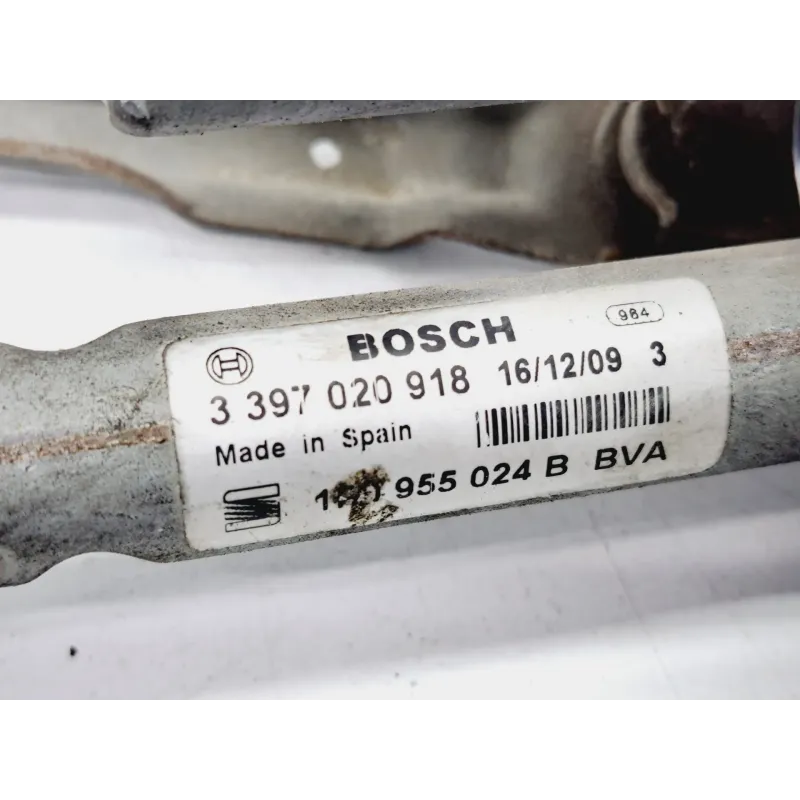 BOSCH
984
3 397 020 918 16/12/09 3
Made in Spain
955 024 B BVA